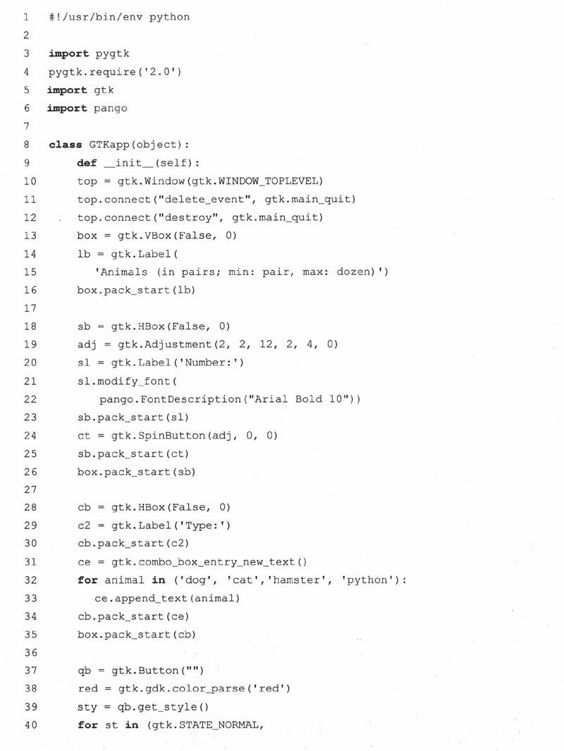 1 #!/usr/bin/env python
2
3 import pygtk
4 pygtk.require('2.0')
5 import gtk
6 import pango
7
8 class GTKapp(object):
9 def __init__(self):
10 top = gtk.Window(gtk.WINDOW_TOPLEVEL)
11 top.connect("delete_event", gtk.main_quit)
12 top.connect("destroy", gtk.main_quit)
13 box = gtk.VBox(False, 0)
14 lb = gtk.Label(
15 'Animals (in pairs; min: pair, max: dozen)')
16 box.pack_start(lb)
17
18 sb = gtk.HBox(False, 0)
19 adj = gtk.Adjustment(2, 2, 12, 2, 4, 0)
20 sl = gtk.Label('Number:')
21 sl.modify_font(
22 pango.FontDescription("Arial Bold 10"))
23 sb.pack_start(sl)
24 ct = gtk.SpinButton(adj, 0, 0)
25 sb.pack_start(ct)
26 box.pack_start(sb)
27
28 cb = gtk.HBox(False, 0)
29 c2 = gtk.Label('Type:')
30 cb.pack_start(c2)
31 ce = gtk.combo_box_entry_new_text()
32 for animal in ('dog', 'cat','hamster', 'python'):
33 ce.append_text(animal)
34 cb.pack_start(ce)
35 box.pack_start(cb)
36
37 qb = gtk.Button("")
38 red = gtk.gdk.color_parse('red')
39 sty = qb.get_style()
40 for st in (gtk.STATE_NORMAL,